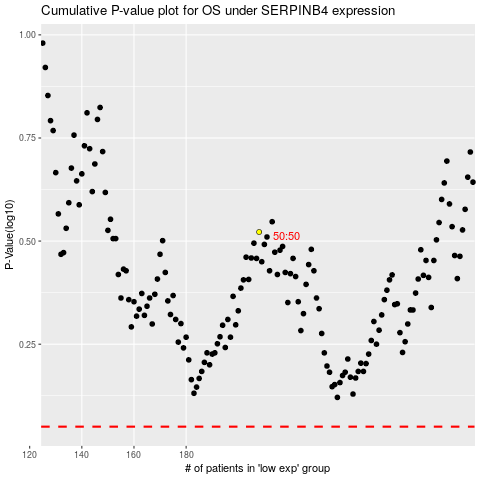 Cumulative P-value plot for OS under SERPINB4 expression
P-Value(log10)
1.00
0.75
0.50
0.25
50:50
120 140 160 180
# of patients in 'low exp' group